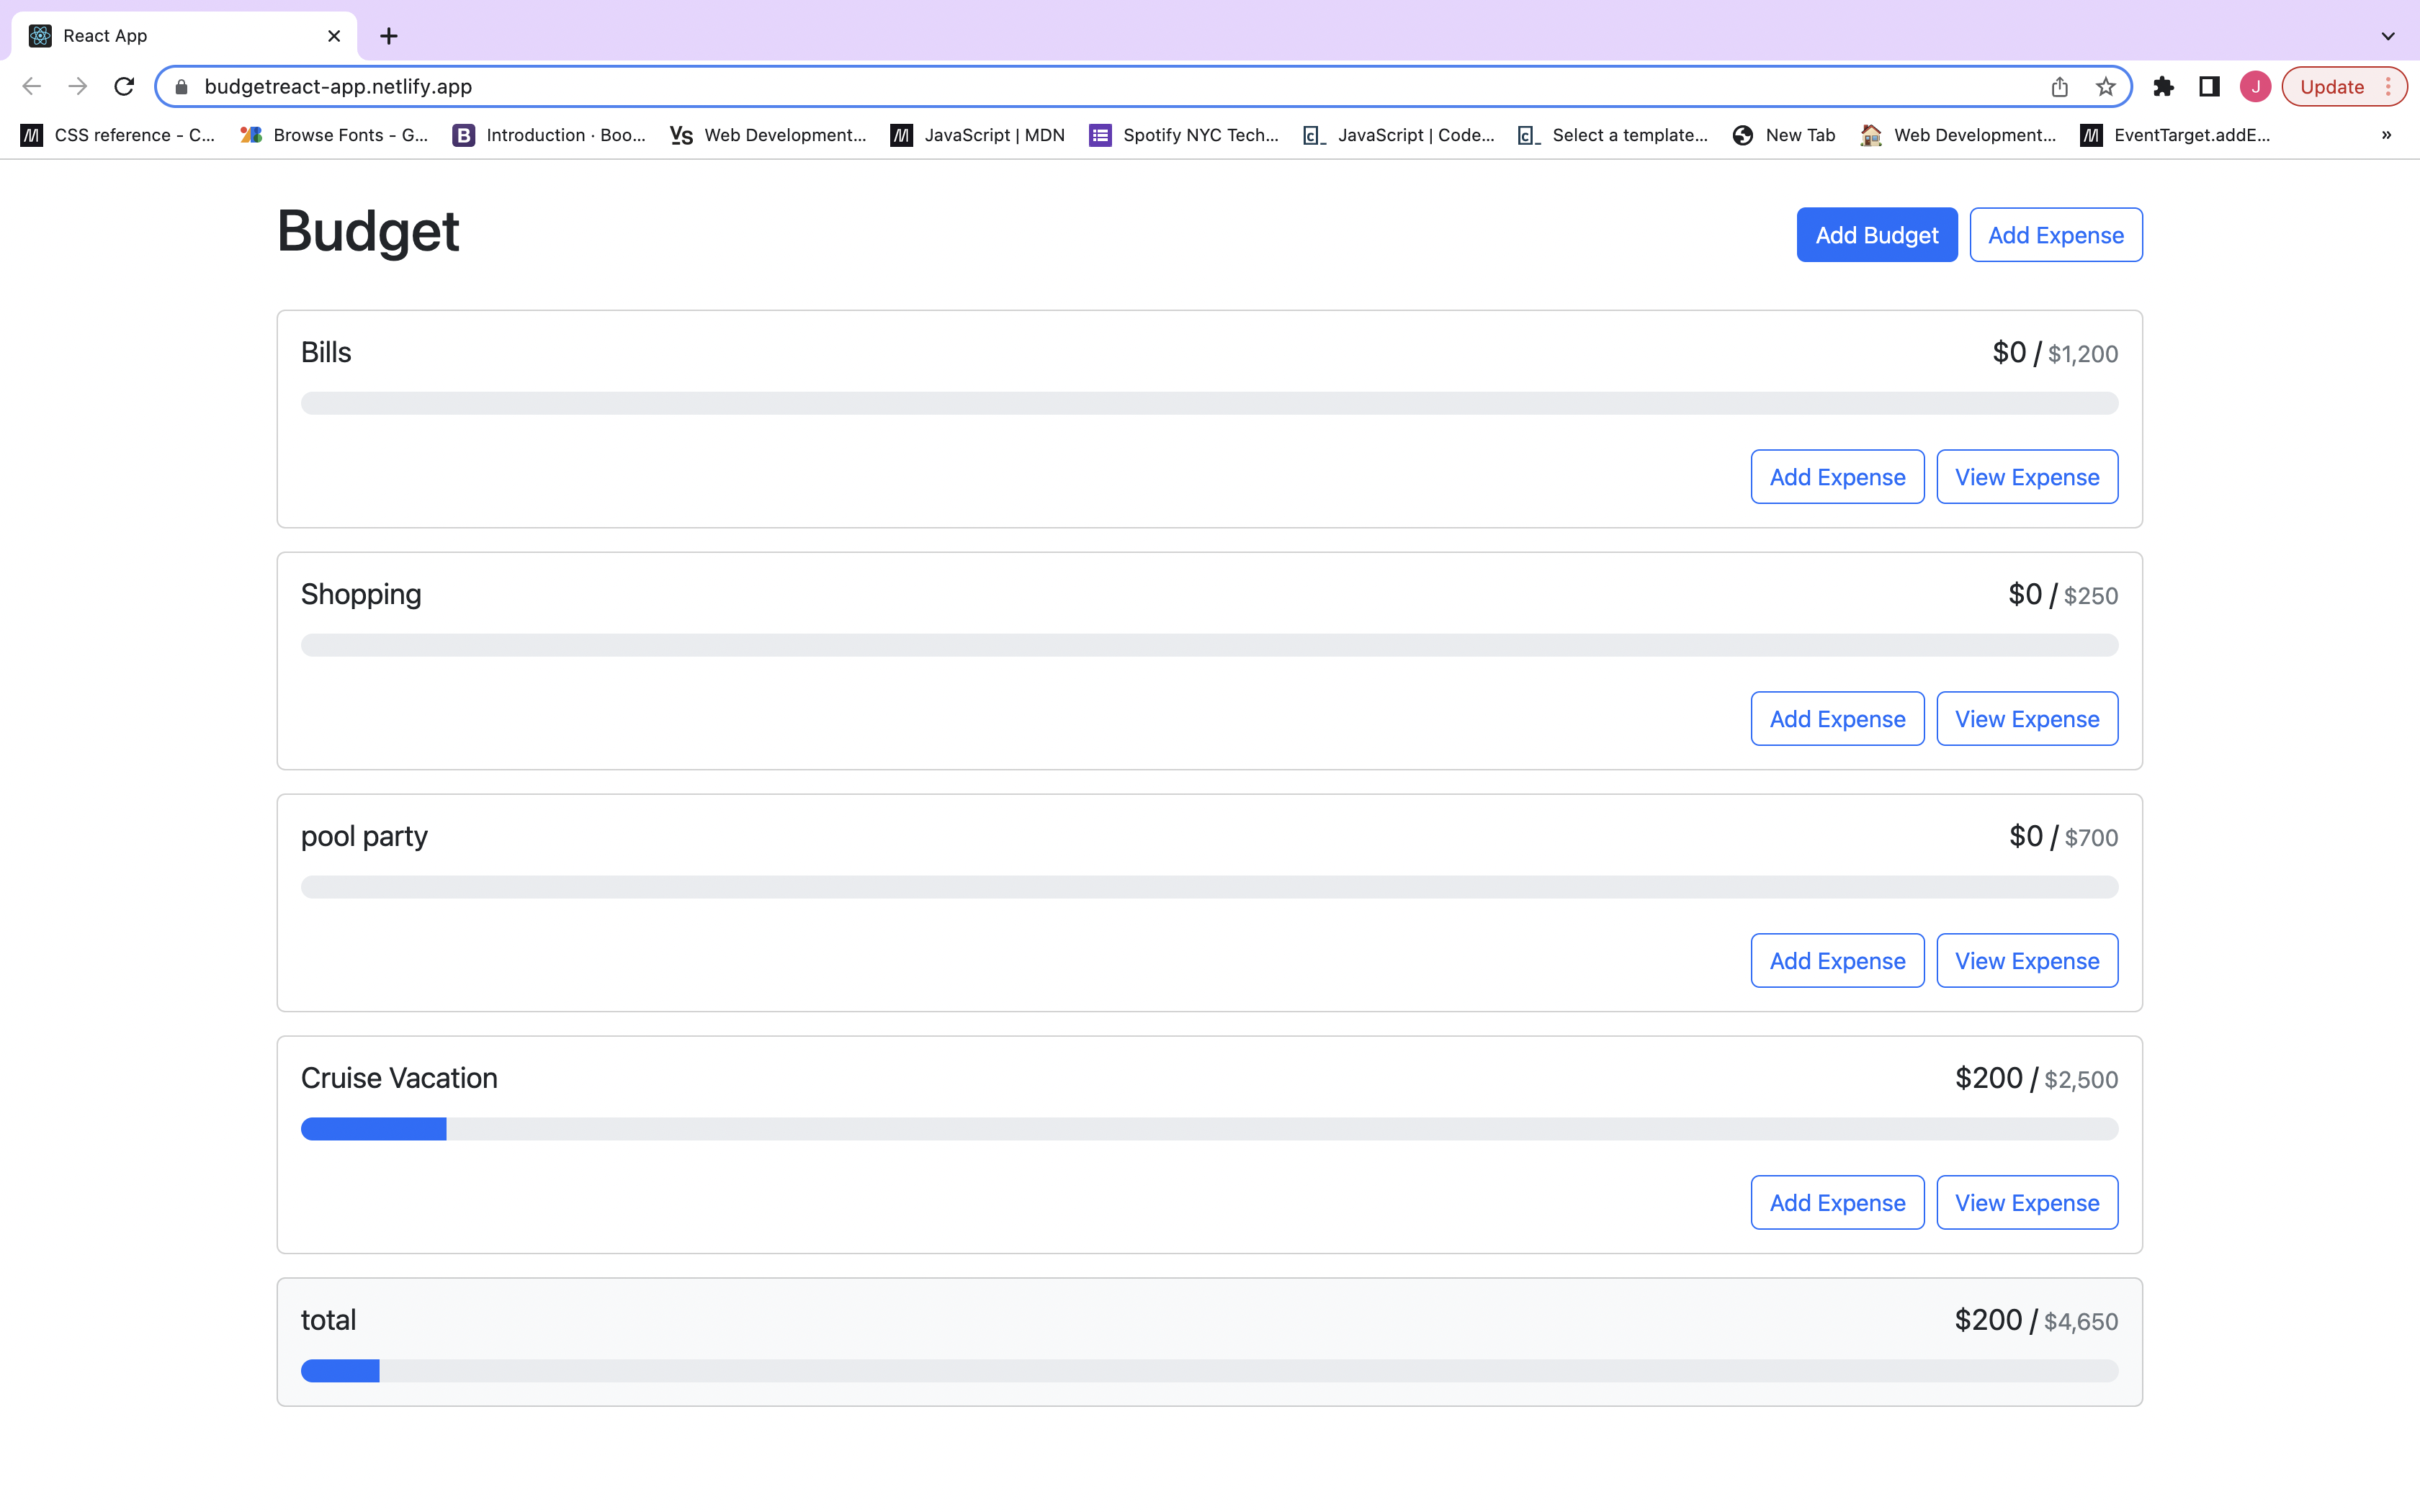 React App
budgetreact-app.netlify.app
J
Update
CSS reference - C...
Browse Fonts - G...
B
Introduction · Boo...
VS
Web Development...
JavaScript | MDN
Spotify NYC Tech...
JavaScript | Code...
Select a template...
New Tab
Web Development...
EventTarget.addE...
»
Budget
Add Budget
Add Expense
Bills
$0 / $1,200
Add Expense
View Expense
Shopping
$0 / $250
Add Expense
View Expense
pool party
$0 / $700
Add Expense
View Expense
Cruise Vacation
$200 / $2,500
Add Expense
View Expense
total
$200 / $4,650